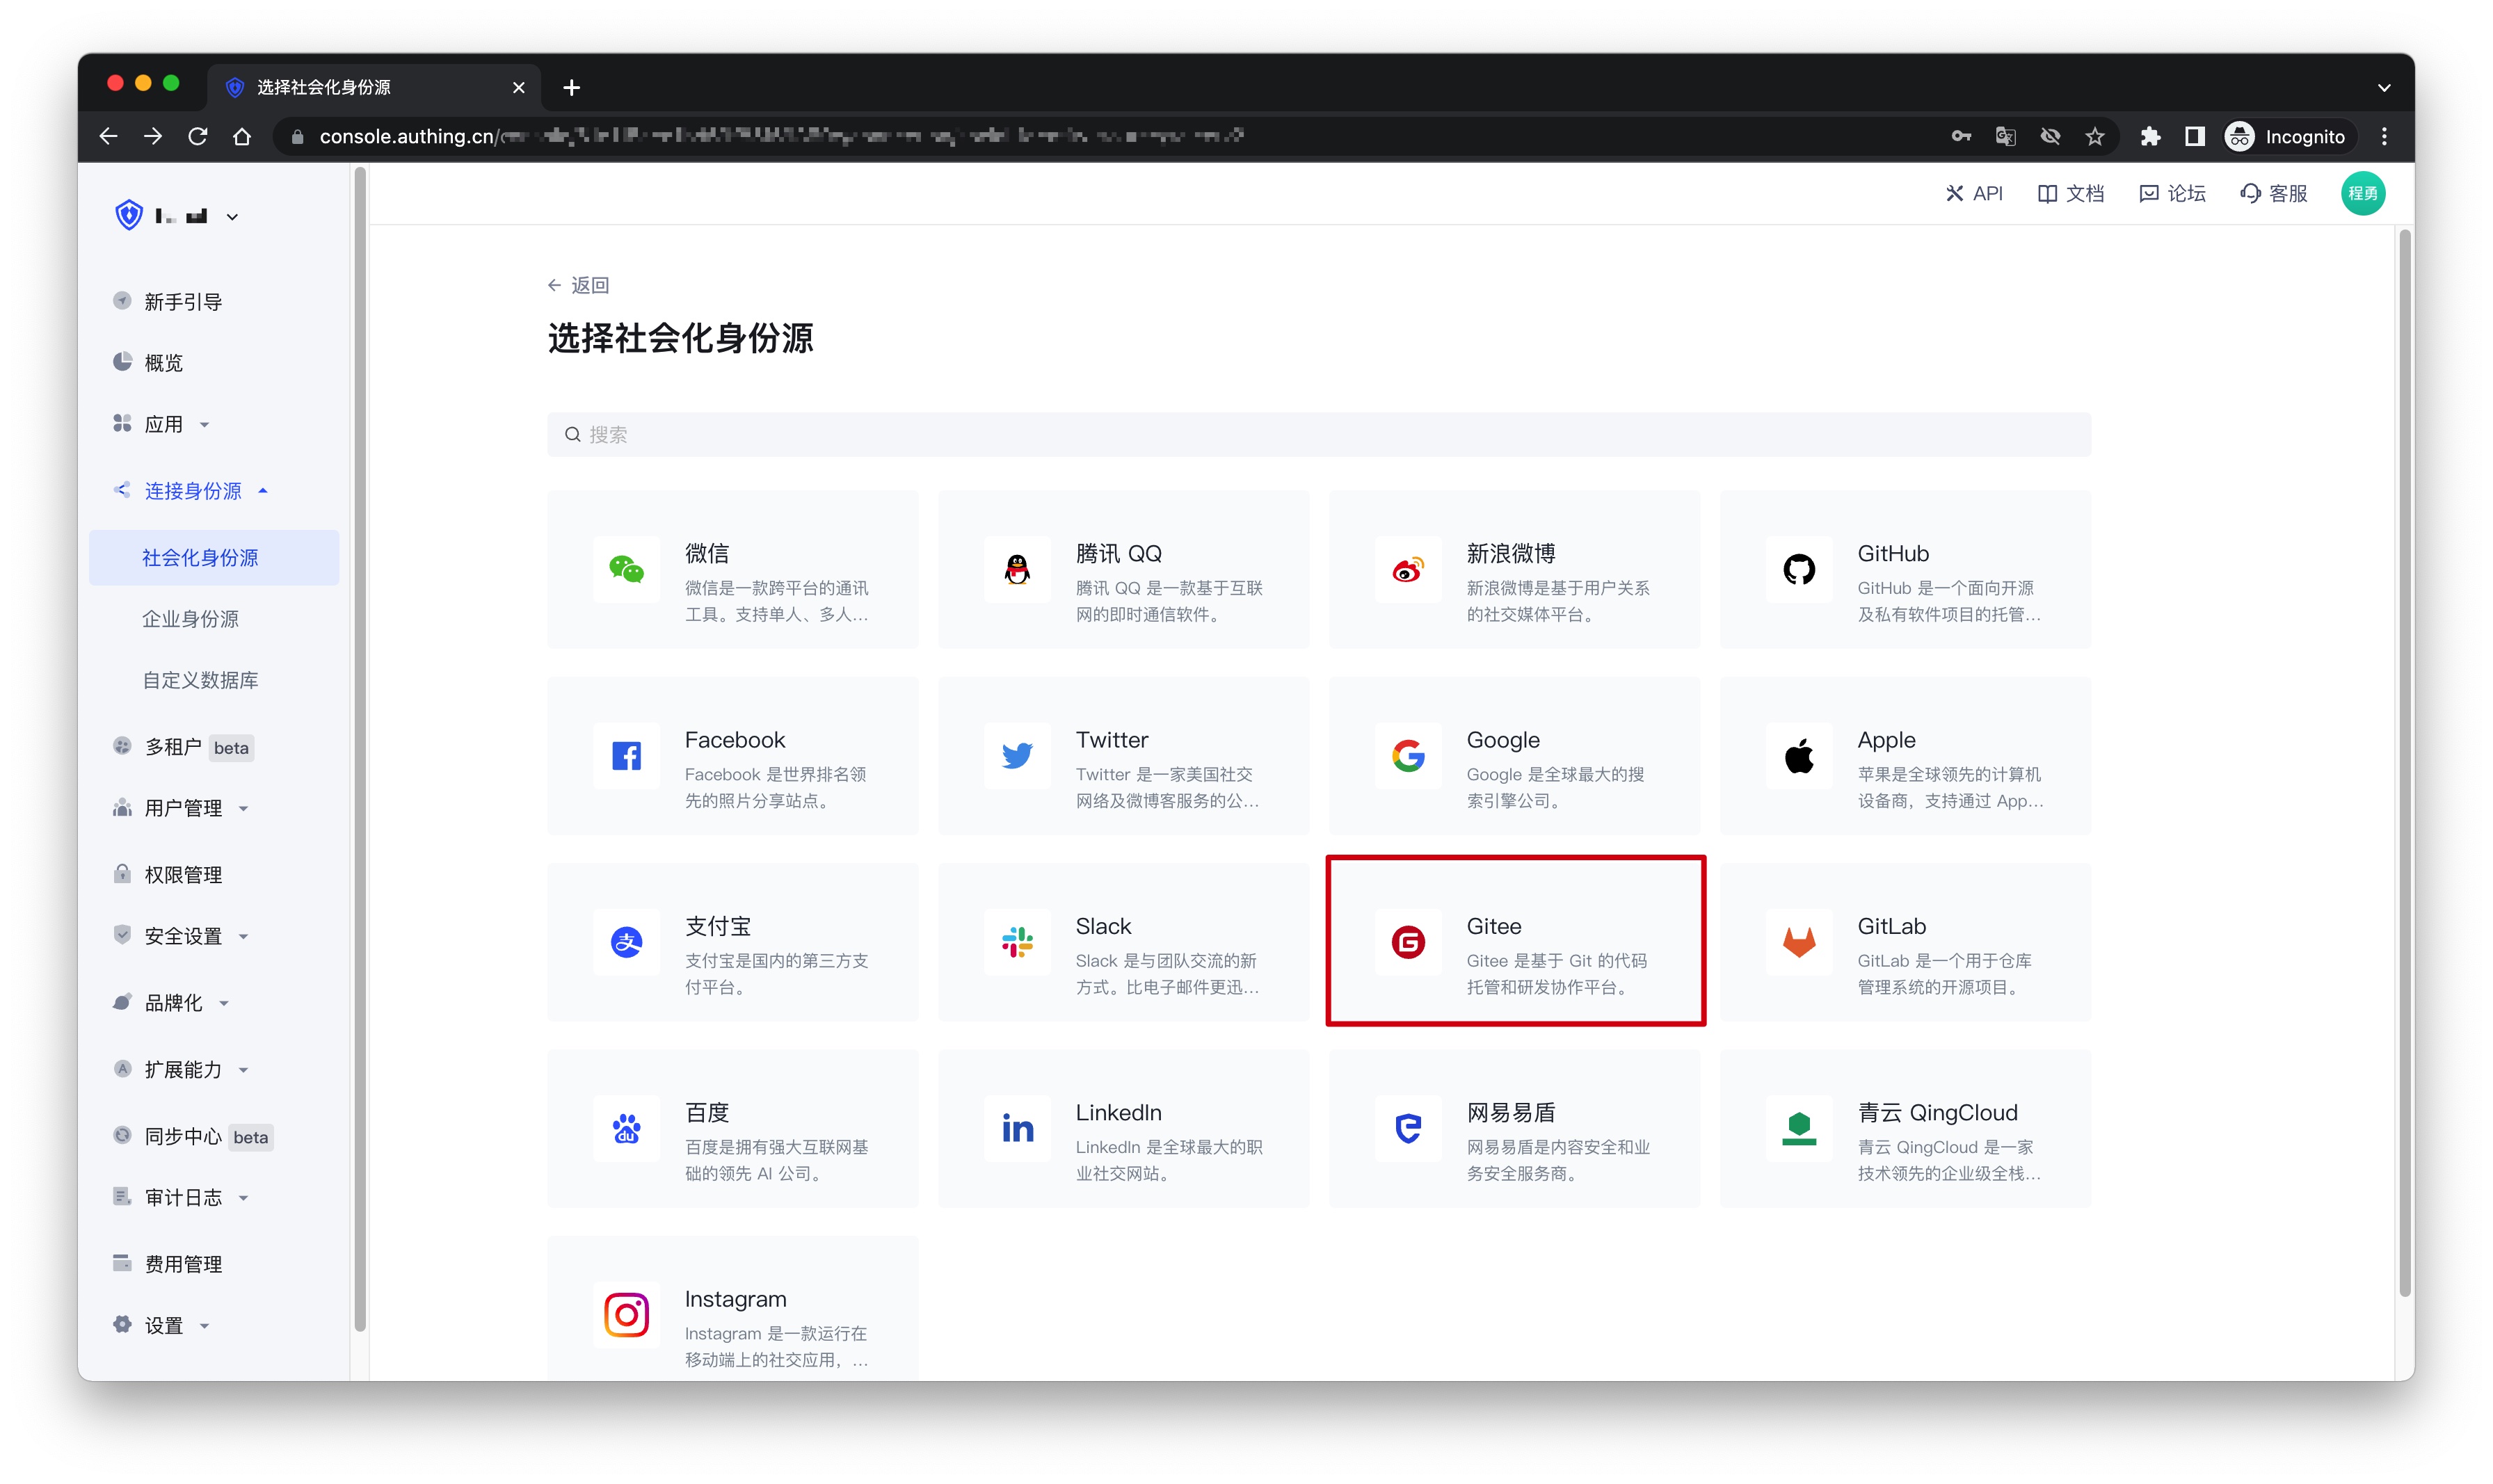 选择社会化身份源
console.authing.cn/
Incognito
API
文档
论坛
客服
程勇
新手引导
概览
应用
连接身份源
社会化身份源
企业身份源
自定义数据库
多租户 beta
用户管理
权限管理
安全设置
品牌化
扩展能力
同步中心 beta
审计日志
费用管理
设置
返回
选择社会化身份源
搜索
微信
微信是一款跨平台的通讯
工具。支持单人、多人...
腾讯 QQ
腾讯 QQ 是一款基于互联
网的即时通信软件。
新浪微博
新浪微博是基于用户关系
的社交媒体平台。
GitHub
GitHub 是一个面向开源
及私有软件项目的托管...
Facebook
Facebook 是世界排名领
先的照片分享站点。
Twitter
Twitter 是一家美国社交
网络及微博客服务的公...
Google
Google 是全球最大的搜
索引擎公司。
Apple
苹果是全球领先的计算机
设备商，支持通过 App...
支付宝
支付宝是国内的第三方支
付平台。
Slack
Slack 是与团队交流的新
方式。比电子邮件更迅...
Gitee
Gitee 是基于 Git 的代码
托管和研发协作平台。
GitLab
GitLab 是一个用于仓库
管理系统的开源项目。
百度
百度是拥有强大互联网基
础的领先 AI 公司。
LinkedIn
LinkedIn 是全球最大的职
业社交网站。
网易易盾
网易易盾是内容安全和业
务安全服务商。
青云 QingCloud
青云 QingCloud 是一家
技术领先的企业级全栈...
Instagram
Instagram 是一款运行在
移动端上的社交应用，...